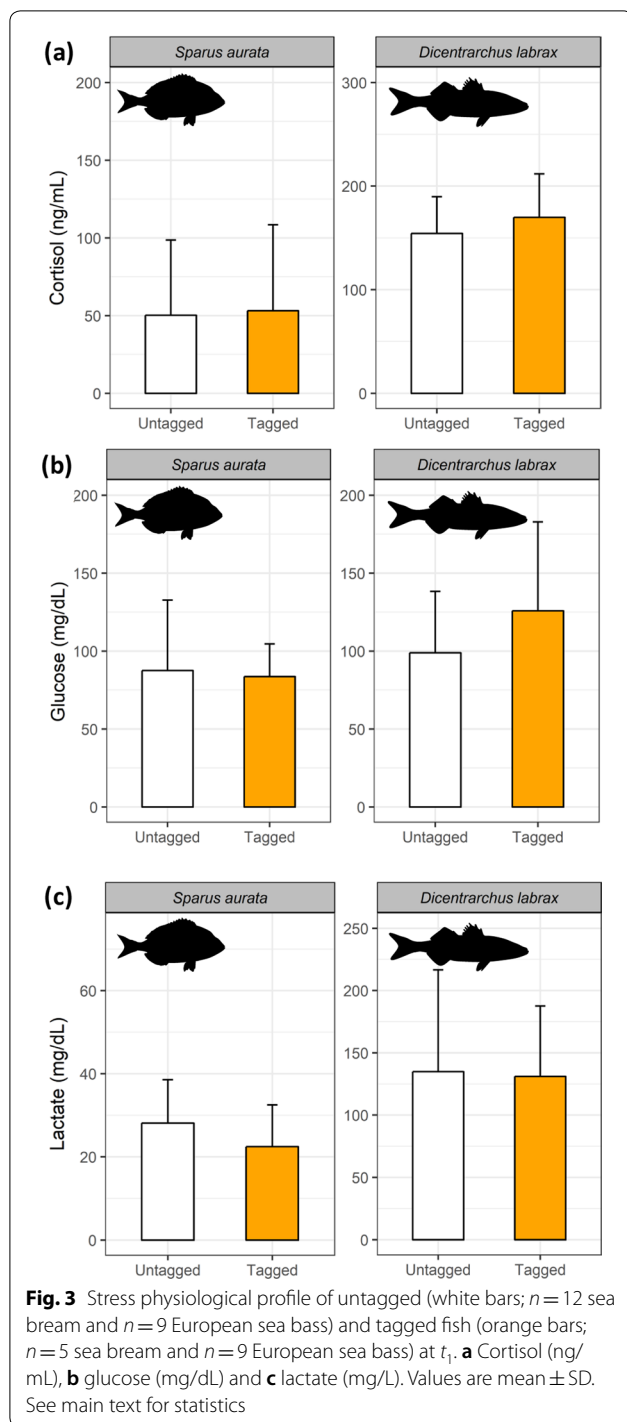 (a)
Sparus aurata
Dicentrarchus labrax
Cortisol (ng/mL)
200
150
100
50
0
300
200
100
0
Untagged
Tagged
Untagged
Tagged
(b)
Sparus aurata
Dicentrarchus labrax
Glucose (mg/dL)
200
150
100
50
0
200
150
100
50
0
Untagged
Tagged
Untagged
Tagged
(c)
Sparus aurata
Dicentrarchus labrax
Lactate (mg/dL)
60
40
20
0
250
200
150
100
50
0
Untagged
Tagged
Untagged
Tagged
Fig. 3 Stress physiological profile of untagged (white bars; n = 12 sea
bream and n = 9 European sea bass) and tagged fish (orange bars;
n = 5 sea bream and n = 9 European sea bass) at t1. a Cortisol (ng/
mL), b glucose (mg/dL) and c lactate (mg/L). Values are mean ± SD.
See main text for statistics